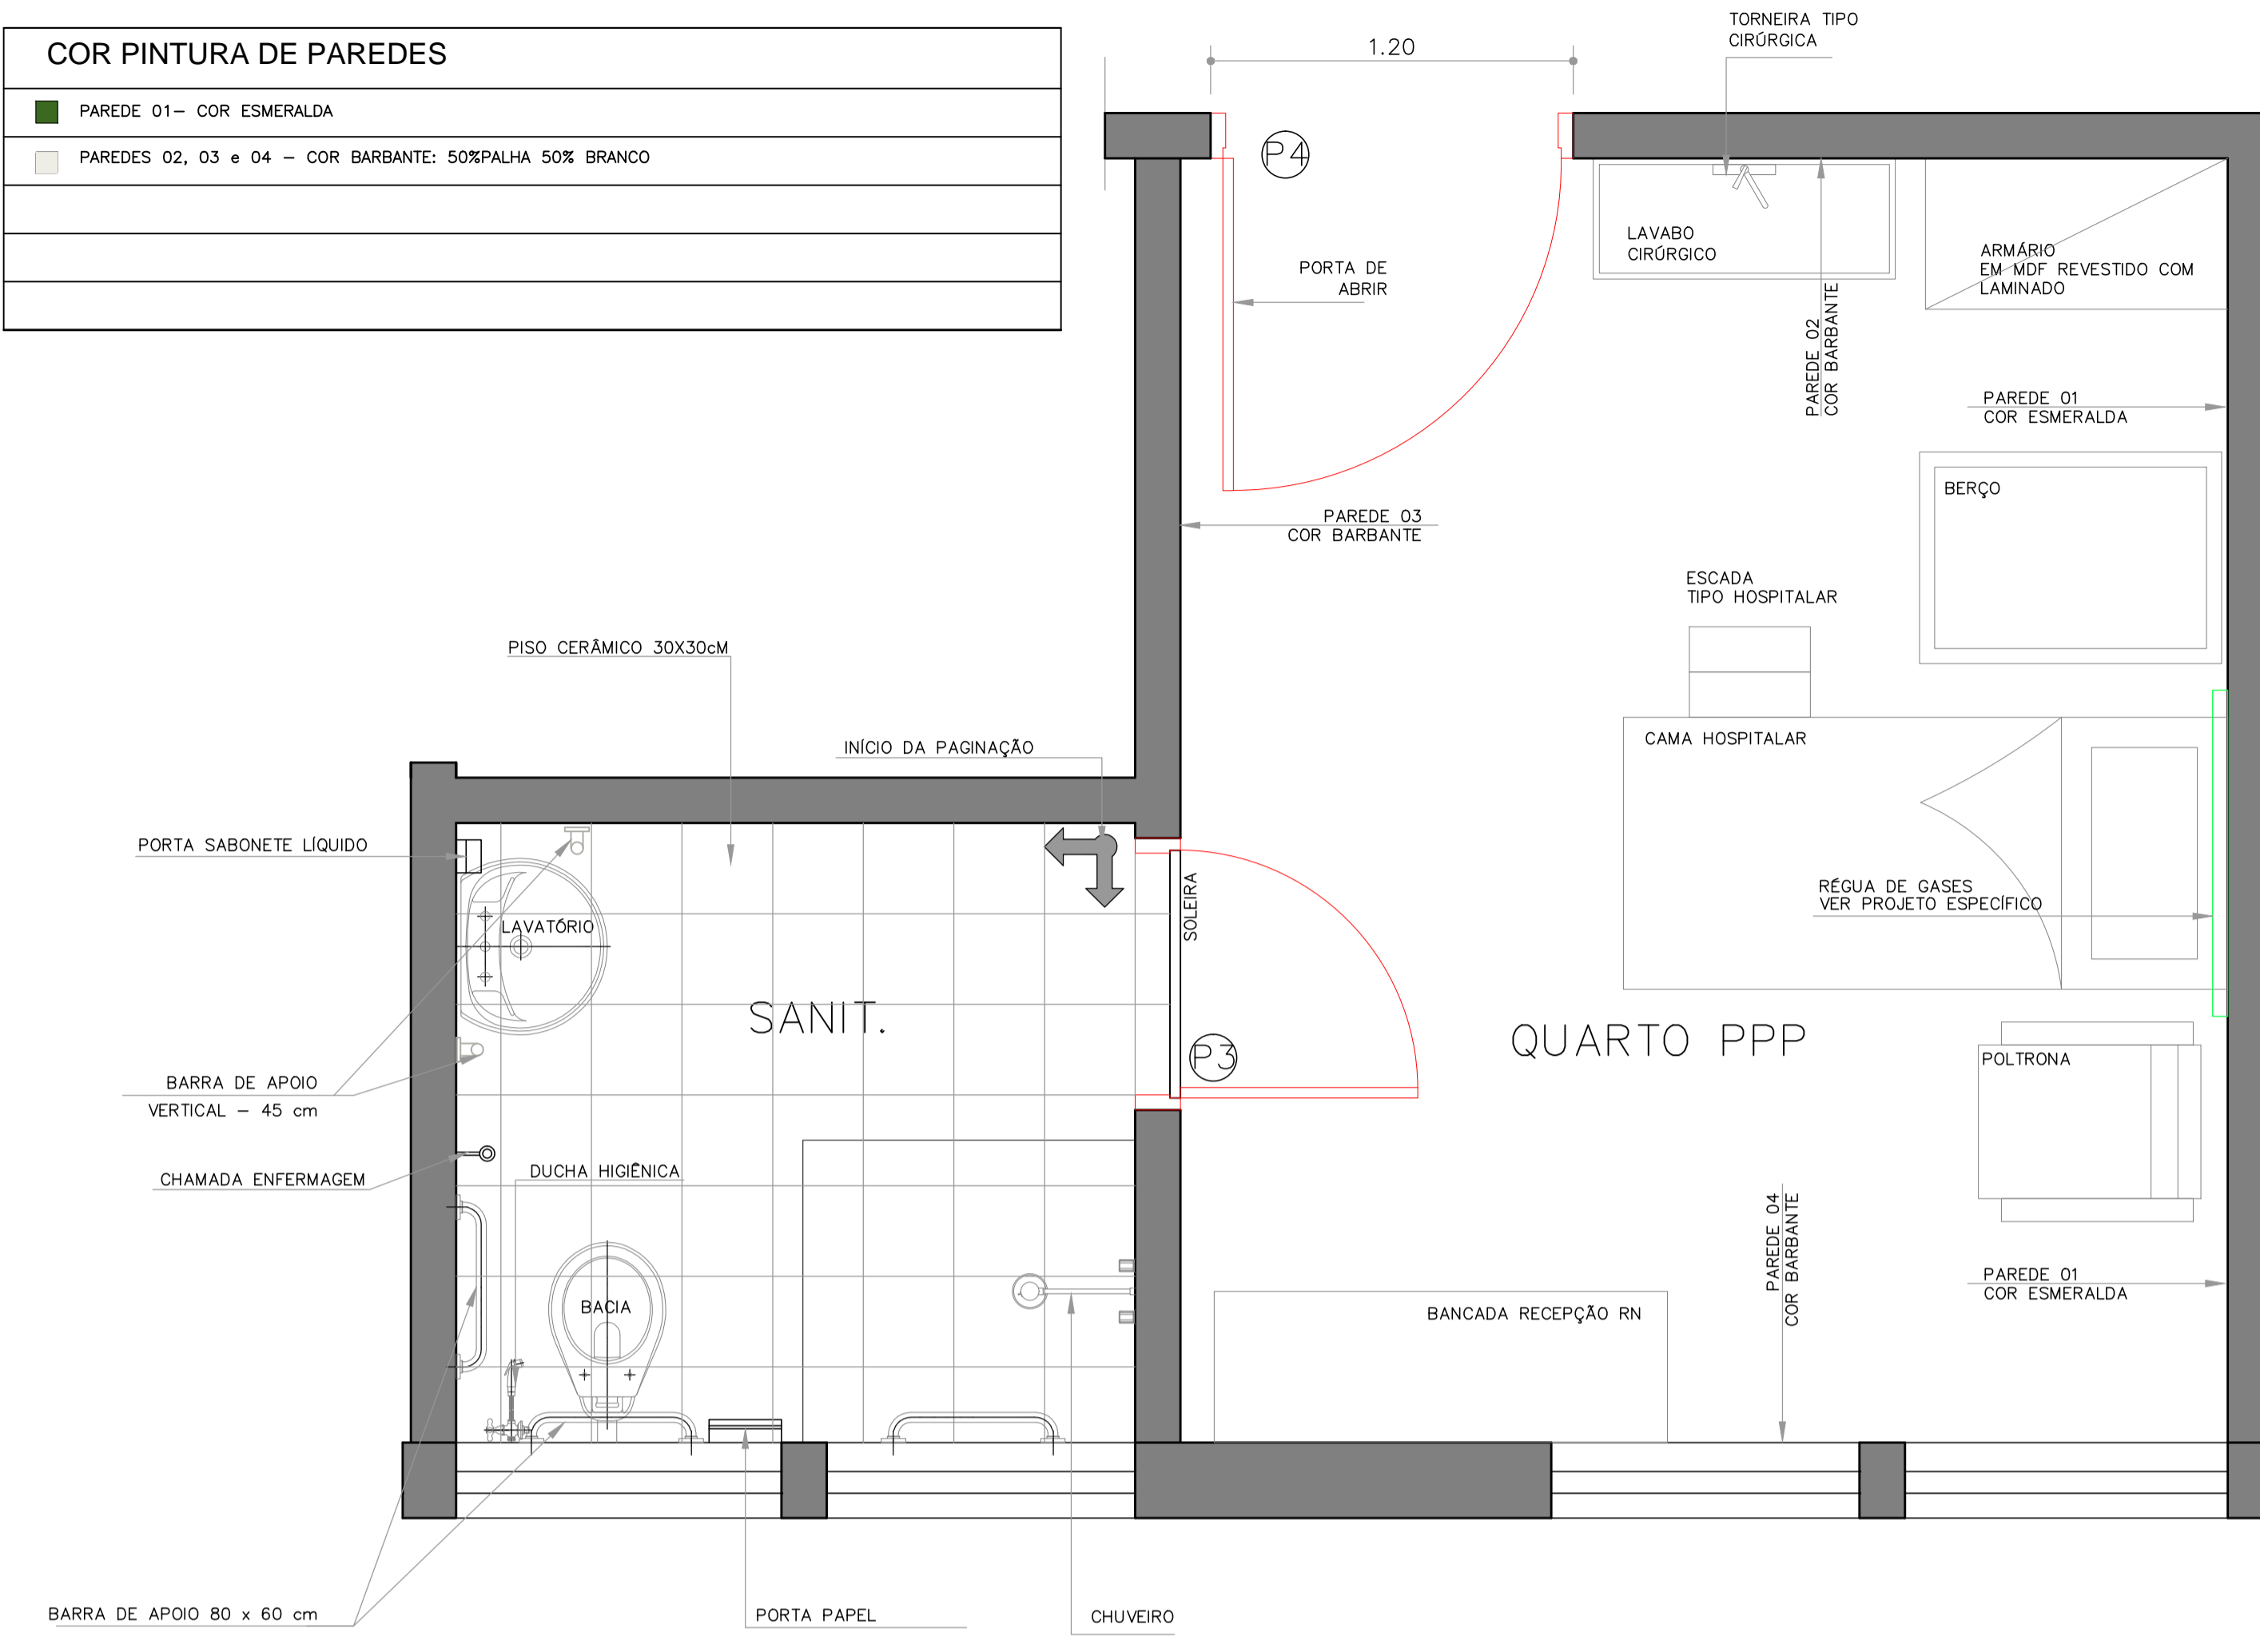 COR PINTURA DE PAREDES
PAREDE 01– COR ESMERALDA
PAREDES 02, 03 e 04 – COR BARBANTE: 50%PALHA 50% BRANCO
TORNEIRA TIPO
CIRÚRGICA
1.20
P4
LAVABO
CIRÚRGICO
ARMÁRIO
EM MDF REVESTIDO COM
LAMINADO
PORTA DE
ABRIR
PAREDE 02
COR BARBANTE
PAREDE 01
COR ESMERALDA
BERÇO
PAREDE 03
COR BARBANTE
ESCADA
TIPO HOSPITALAR
PISO CERÂMICO 30X30cM
INÍCIO DA PAGINAÇÃO
CAMA HOSPITALAR
PORTA SABONETE LÍQUIDO
SOLEIRA
RÉGUA DE GASES
VER PROJETO ESPECÍFICO
LAVATÓRIO
SANIT.
QUARTO PPP
P3
POLTRONA
BARRA DE APOIO
VERTICAL – 45 cm
CHAMADA ENFERMAGEM
DUCHA HIGIÊNICA
PAREDE 04
COR BARBANTE
PAREDE 01
COR ESMERALDA
BACIA
BANCADA RECEPÇÃO RN
BARRA DE APOIO 80 x 60 cm
PORTA PAPEL
CHUVEIRO